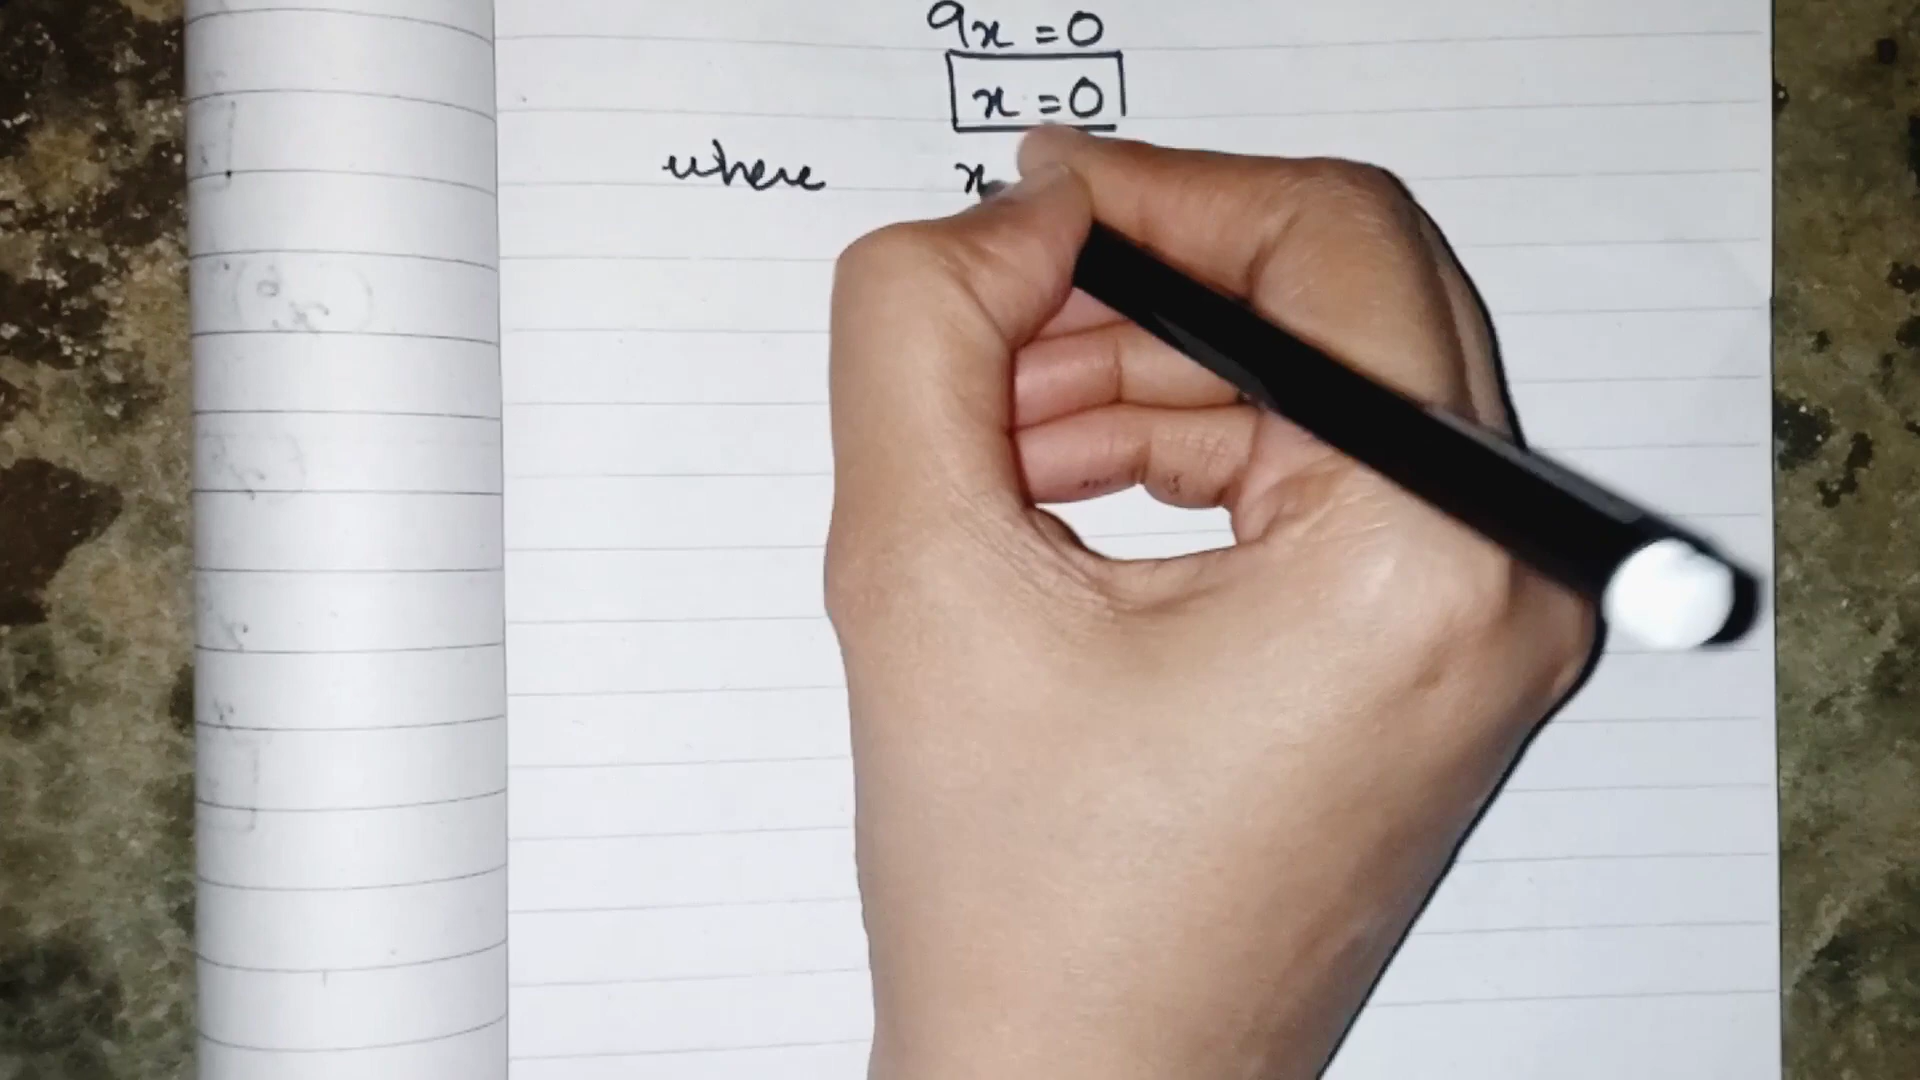 9x = 0
x = 0
where x